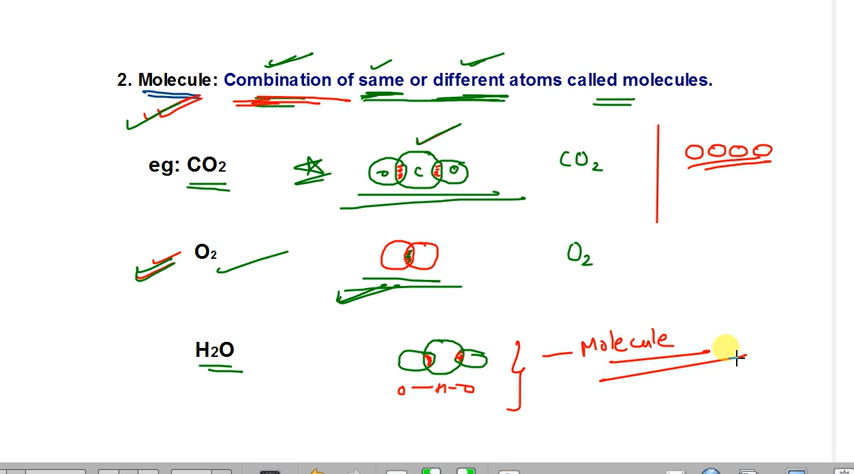 2. Molecule: Combination of same or different atoms called molecules.
eg: CO2
O C O
CO2
O2
O2
H2O
O — H - O
— Molecule